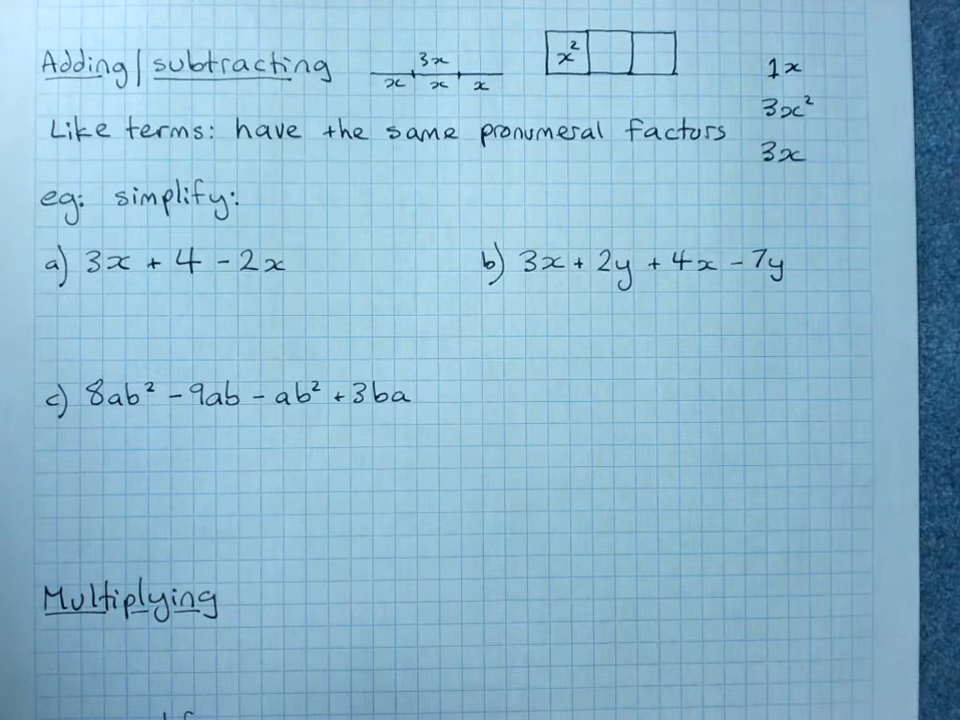 Adding/subtracting
3x
x x x
x²
1x
3x²
3x
Like terms: have the same pronumeral factors
eg: simplify:
a) 3x + 4 - 2x
b) 3x + 2y + 4x - 7y
c) 8ab² - 9ab - ab² + 3ba
Multiplying